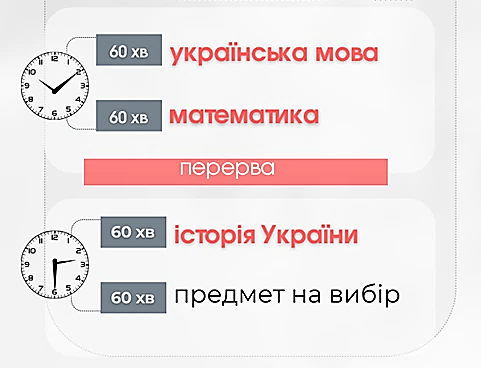 60 хв українська мова
60 хв математика
перерва
60 хв історія України
60 хв предмет на вибір